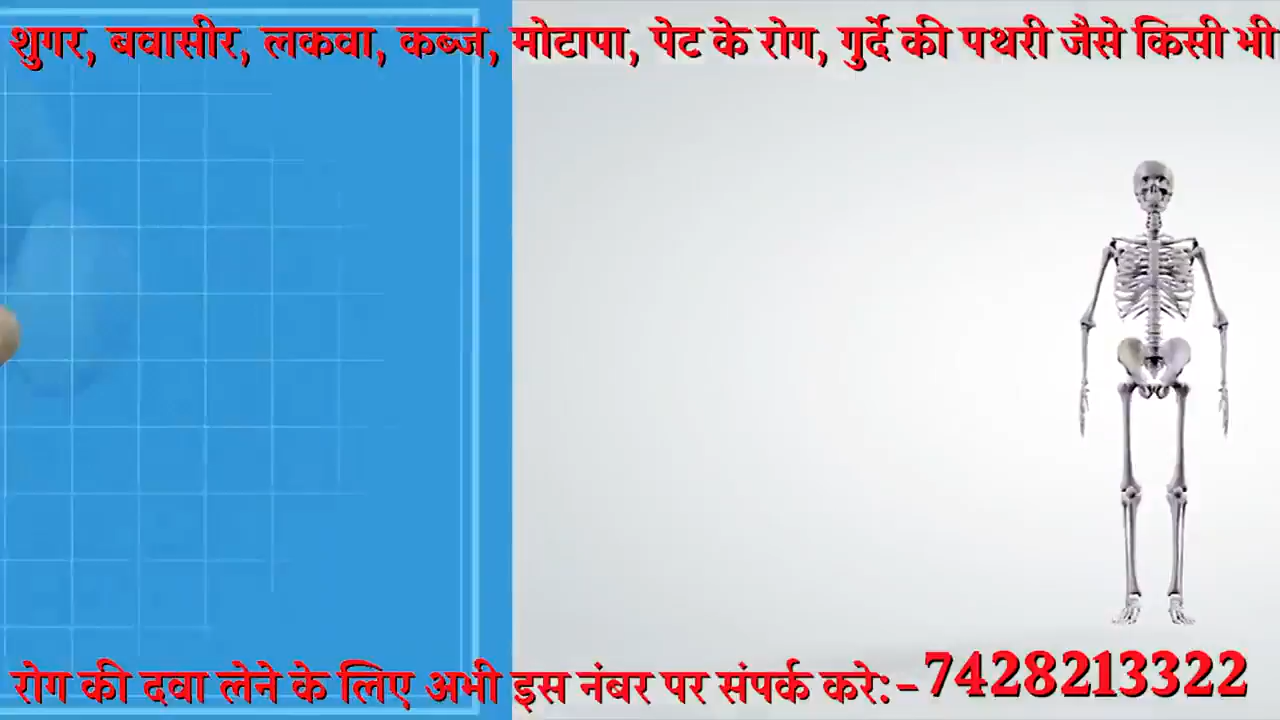 शुगर, बवासीर, लकवा, कब्ज, मोटापा, पेट के रोग, गुर्दे की पथरी जैसे किसी भी
रोग की दवा लेने के लिए अभी इस नंबर पर संपर्क करे:-7428213322